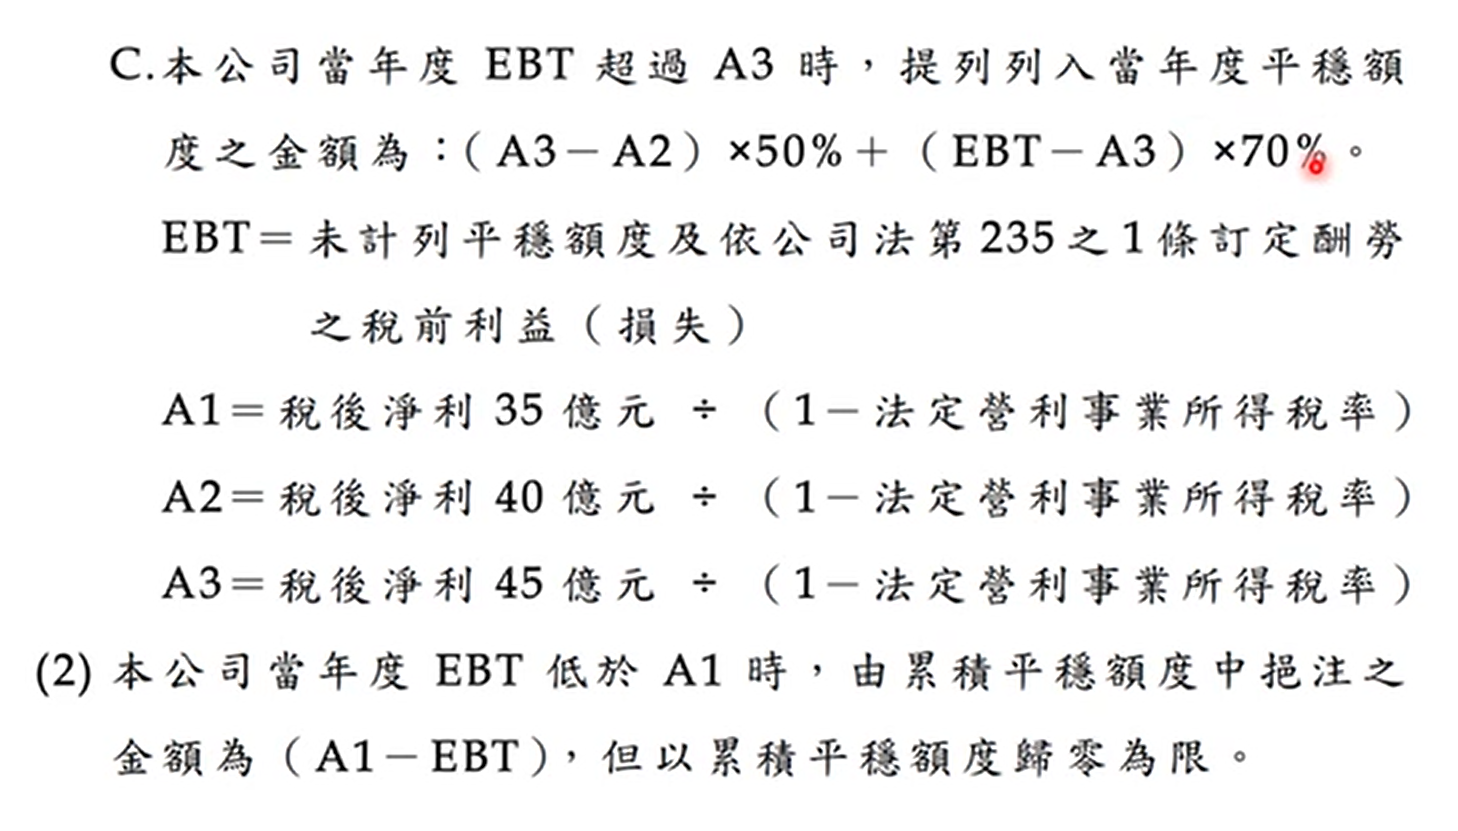 C.本公司當年度 EBT 超過 A3 時，提列列入當年度平穩額
度之金額為：（A3－A2）×50%＋（EBT－A3）×70%。
EBT＝未計列平穩額度及依公司法第235之1條訂定酬勞
之稅前利益（損失）
A1＝稅後淨利 35 億元 ÷ （1－法定營利事業所得稅率）
A2＝稅後淨利 40 億元 ÷ （1－法定營利事業所得稅率）
A3＝稅後淨利 45 億元 ÷ （1－法定營利事業所得稅率）
(2) 本公司當年度 EBT 低於 A1 時，由累積平穩額度中挹注之
金額為（A1－EBT），但以累積平穩額度歸零為限。